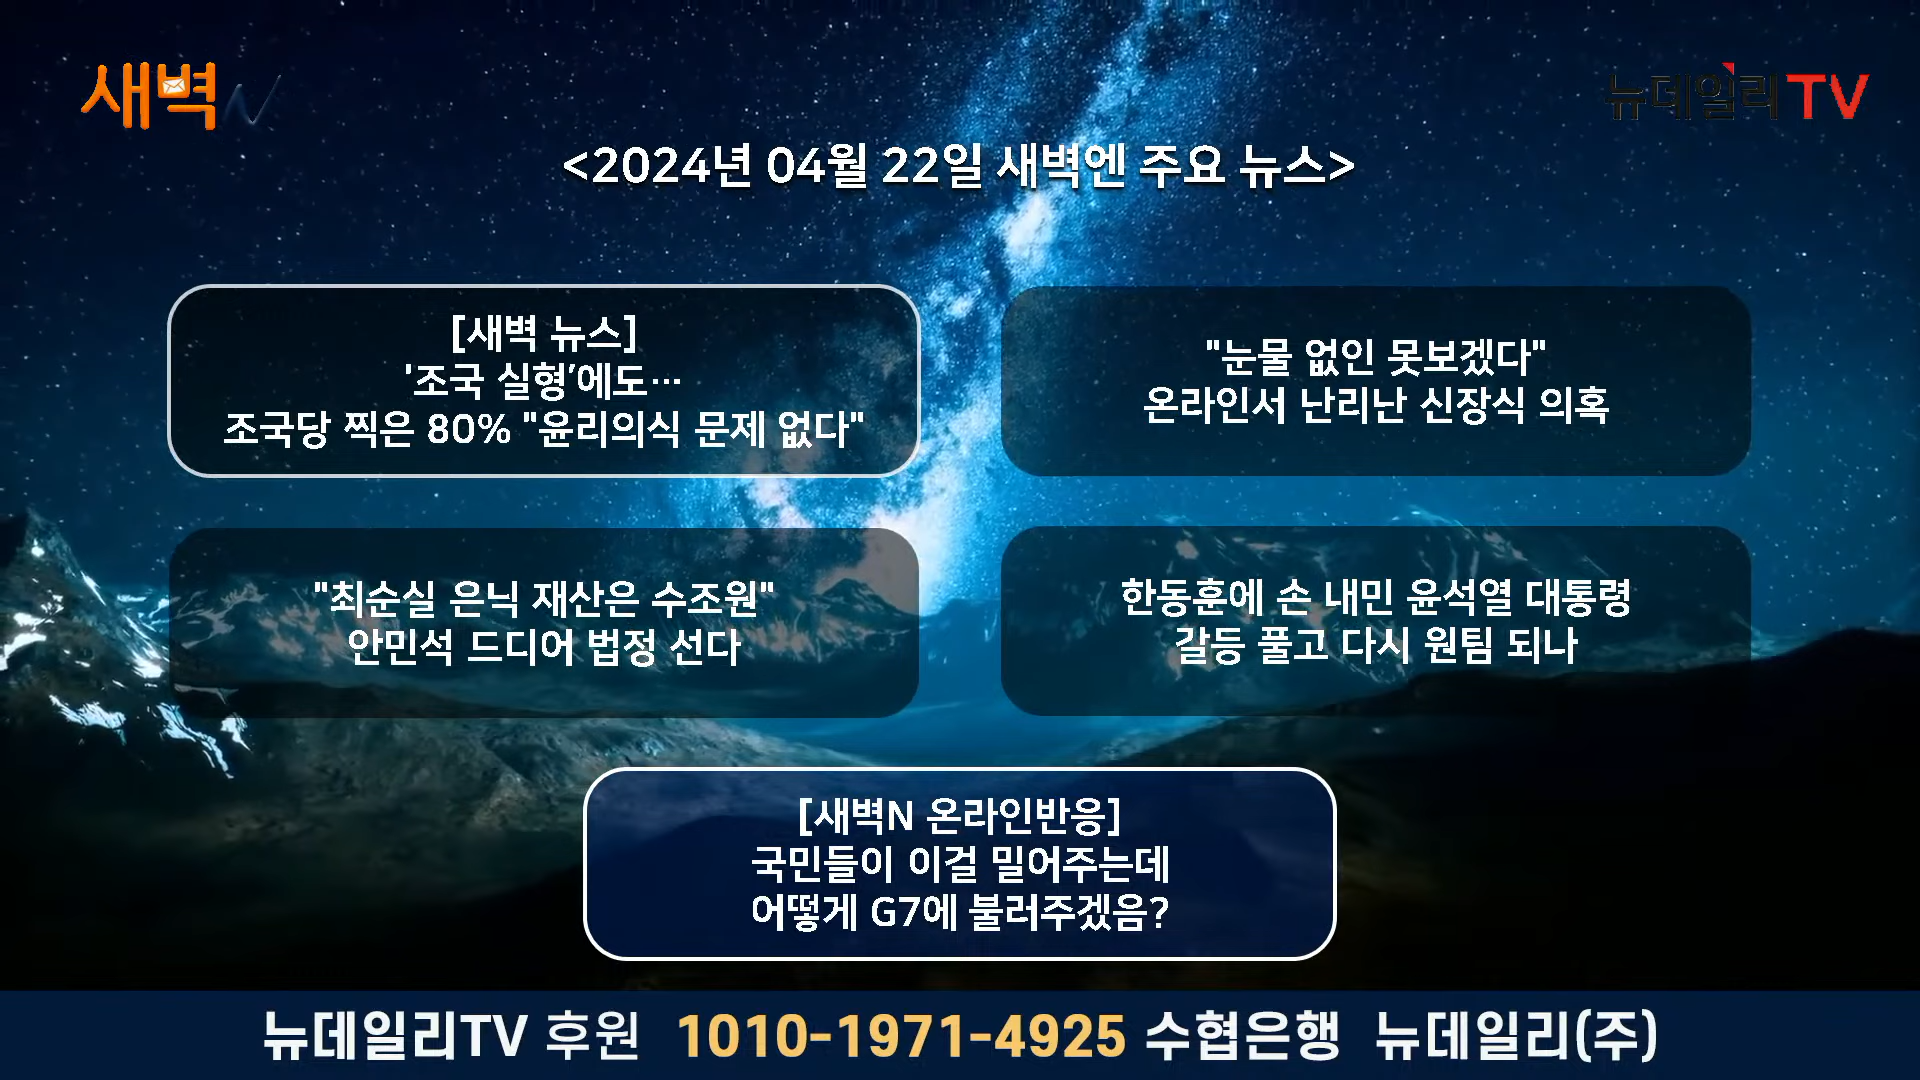 새벽N
뉴데일리TV
<2024년 04월 22일 새벽엔 주요 뉴스>
[새벽 뉴스]
'조국 실형'에도…
조국당 찍은 80% "윤리의식 문제 없다"
"눈물 없인 못보겠다"
온라인서 난리난 신장식 의혹
"최순실 은닉 재산은 수조원"
안민석 드디어 법정 선다
한동훈에 손 내민 윤석열 대통령
갈등 풀고 다시 원팀 되나
[새벽N 온라인반응]
국민들이 이걸 밀어주는데
어떻게 G7에 불러주겠음?
뉴데일리TV 후원 1010-1971-4925 수협은행 뉴데일리(주)